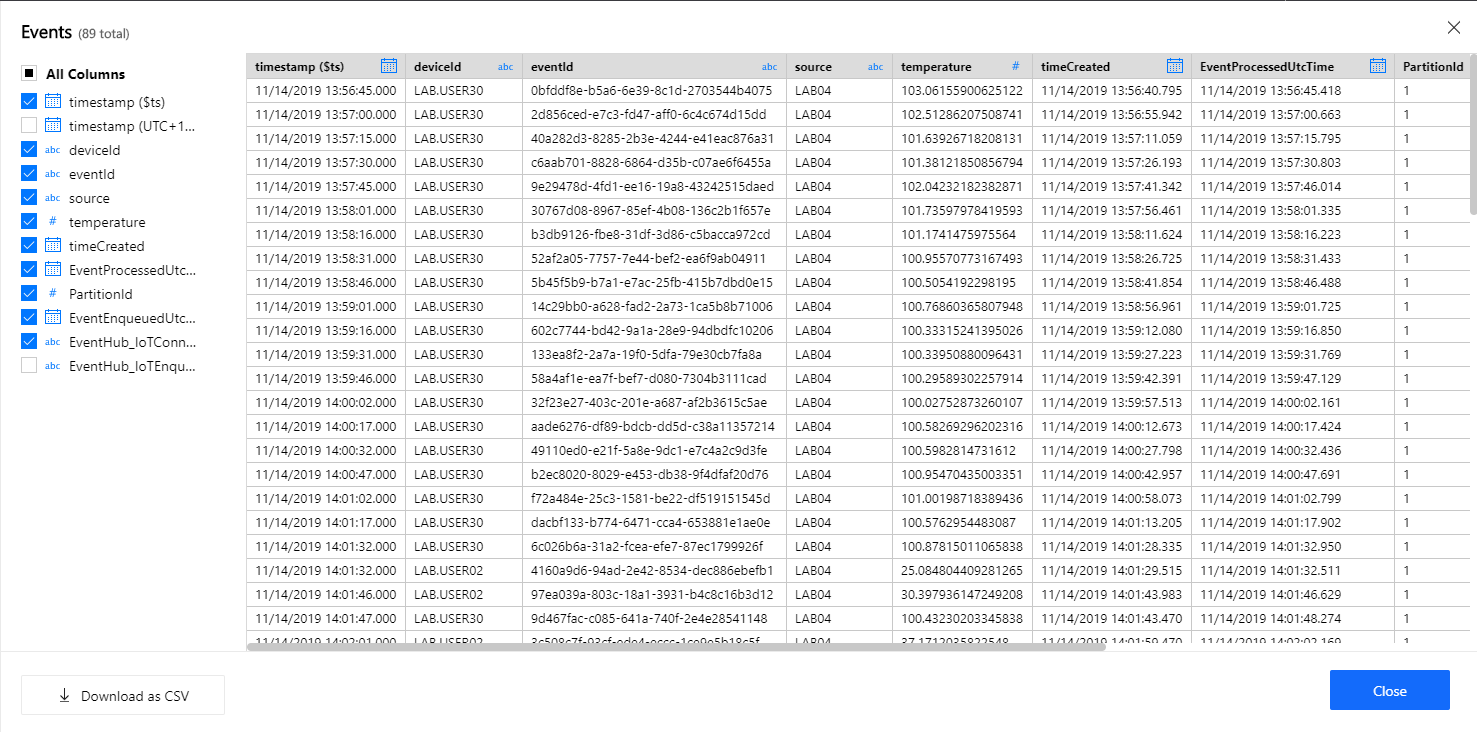 Events (89 total)
All Columns
timestamp ($ts)
timestamp (UTC+1...
abc deviceId
abc eventId
abc source
# temperature
timeCreated
EventProcessedUtc...
# PartitionId
EventEnqueuedUtc...
abc EventHub_IoTConn...
abc EventHub_IoTEnqu...
timestamp ($ts) deviceId abc eventId abc source abc temperature # timeCreated EventProcessedUtcTime PartitionId
11/14/2019 13:56:45.000 LAB.USER30 0bfddf8e-b5a6-6e39-8c1d-2703544b4075 LAB04 103.06155900625122 11/14/2019 13:56:40.795 11/14/2019 13:56:45.418 1
11/14/2019 13:57:00.000 LAB.USER30 2d856ced-e7c3-fd47-aff0-6c4c674d15dd LAB04 102.51286207508741 11/14/2019 13:56:55.942 11/14/2019 13:57:00.663 1
11/14/2019 13:57:15.000 LAB.USER30 40a282d3-8285-2b3e-4244-e41eac876a31 LAB04 101.63926718208131 11/14/2019 13:57:11.059 11/14/2019 13:57:15.795 1
11/14/2019 13:57:30.000 LAB.USER30 c6aab701-8828-6864-d35b-c07ae6f6455a LAB04 101.38121850856794 11/14/2019 13:57:26.193 11/14/2019 13:57:30.803 1
11/14/2019 13:57:45.000 LAB.USER30 9e29478d-4fd1-ee16-19a8-43242515daed LAB04 102.04232182382871 11/14/2019 13:57:41.342 11/14/2019 13:57:46.014 1
11/14/2019 13:58:01.000 LAB.USER30 30767d08-8967-85ef-4b08-136c2b1f657e LAB04 101.73597978419593 11/14/2019 13:57:56.461 11/14/2019 13:58:01.335 1
11/14/2019 13:58:16.000 LAB.USER30 b3db9126-fbe8-31df-3d86-c5bacca972cd LAB04 101.1741475975564 11/14/2019 13:58:11.624 11/14/2019 13:58:16.223 1
11/14/2019 13:58:31.000 LAB.USER30 52af2a05-7757-7e44-bef2-ea6f9ab04911 LAB04 100.95570773167493 11/14/2019 13:58:26.725 11/14/2019 13:58:31.433 1
11/14/2019 13:58:46.000 LAB.USER30 5b45f5b9-b7a1-e7ac-25fb-415b7dbd0e15 LAB04 100.5054192298195 11/14/2019 13:58:41.854 11/14/2019 13:58:46.488 1
11/14/2019 13:59:01.000 LAB.USER30 14c29bb0-a628-fad2-2a73-1ca5b8b71006 LAB04 100.76860365807948 11/14/2019 13:58:56.961 11/14/2019 13:59:01.725 1
11/14/2019 13:59:16.000 LAB.USER30 602c7744-bd42-9a1a-28e9-94dbdfc10206 LAB04 100.33315241395026 11/14/2019 13:59:12.080 11/14/2019 13:59:16.850 1
11/14/2019 13:59:31.000 LAB.USER30 133ea8f2-2a7a-19f0-5dfa-79e30cb7fa8a LAB04 100.33950880096431 11/14/2019 13:59:27.223 11/14/2019 13:59:31.769 1
11/14/2019 13:59:46.000 LAB.USER30 58a4af1e-ea7f-bef7-d080-7304b3111cad LAB04 100.29589302257914 11/14/2019 13:59:42.391 11/14/2019 13:59:47.129 1
11/14/2019 14:00:02.000 LAB.USER30 32f23e27-403c-201e-a687-af2b3615c5ae LAB04 100.02752873260107 11/14/2019 13:59:57.513 11/14/2019 14:00:02.161 1
11/14/2019 14:00:17.000 LAB.USER30 aade6276-df89-bdcb-dd5d-c38a11357214 LAB04 100.58269296202316 11/14/2019 14:00:12.673 11/14/2019 14:00:17.424 1
11/14/2019 14:00:32.000 LAB.USER30 49110ed0-e21f-5a8e-9dc1-e7c4a2c9d3fe LAB04 100.5982814731612 11/14/2019 14:00:27.798 11/14/2019 14:00:32.436 1
11/14/2019 14:00:47.000 LAB.USER30 b2ec8020-8029-e453-db38-9f4dfaf20d76 LAB04 100.95470435003351 11/14/2019 14:00:42.957 11/14/2019 14:00:47.691 1
11/14/2019 14:01:02.000 LAB.USER30 f72a484e-25c3-1581-be22-df519151545d LAB04 101.00198718389436 11/14/2019 14:00:58.073 11/14/2019 14:01:02.799 1
11/14/2019 14:01:17.000 LAB.USER30 dacbf133-b774-6471-cca4-653881e1ae0e LAB04 100.5762954483087 11/14/2019 14:01:13.205 11/14/2019 14:01:17.902 1
11/14/2019 14:01:32.000 LAB.USER30 6c026b6a-31a2-fcea-efe7-87ec1799926f LAB04 100.87815011065838 11/14/2019 14:01:28.335 11/14/2019 14:01:32.950 1
11/14/2019 14:01:32.000 LAB.USER02 4160a9d6-94ad-2e42-8534-dec886ebefb1 LAB04 25.084804409281265 11/14/2019 14:01:29.515 11/14/2019 14:01:32.511 1
11/14/2019 14:01:46.000 LAB.USER02 97ea039a-803c-18a1-3931-b4c8c16b3d12 LAB04 30.397936147249208 11/14/2019 14:01:43.983 11/14/2019 14:01:46.629 1
11/14/2019 14:01:47.000 LAB.USER30 9d467fac-c085-641a-740f-2e4e28541148 LAB04 100.43230203345838 11/14/2019 14:01:43.470 11/14/2019 14:01:48.274 1
11/14/2019 14:02:01.000 LAB.USER02 LAB04 37.1712035822548 11/14/2019 14:01:59.470 11/14/2019 14:02:02.169 1
Download as CSV
Close